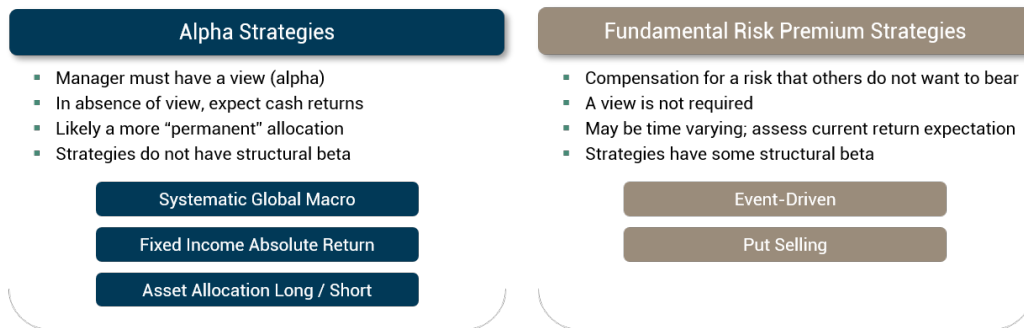 Alpha Strategies
Manager must have a view (alpha)
In absence of view, expect cash returns
Likely a more “permanent” allocation
Strategies do not have structural beta
Systematic Global Macro
Fixed Income Absolute Return
Asset Allocation Long / Short
Fundamental Risk Premium Strategies
Compensation for a risk that others do not want to bear
A view is not required
May be time varying; assess current return expectation
Strategies have some structural beta
Event-Driven
Put Selling